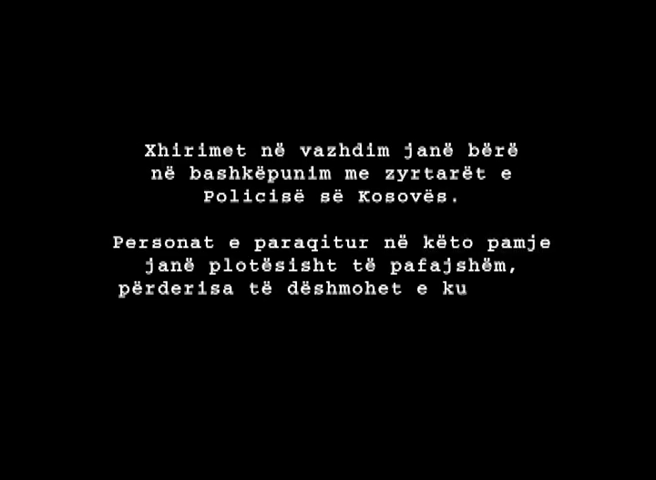 Xhirimet në vazhdim janë bërë
në bashkëpunim me zyrtarët e
Policisë së Kosovës.
Personat e paraqitur në këto pamje
janë plotësisht të pafajshëm,
përderisa të dëshmohet e ku